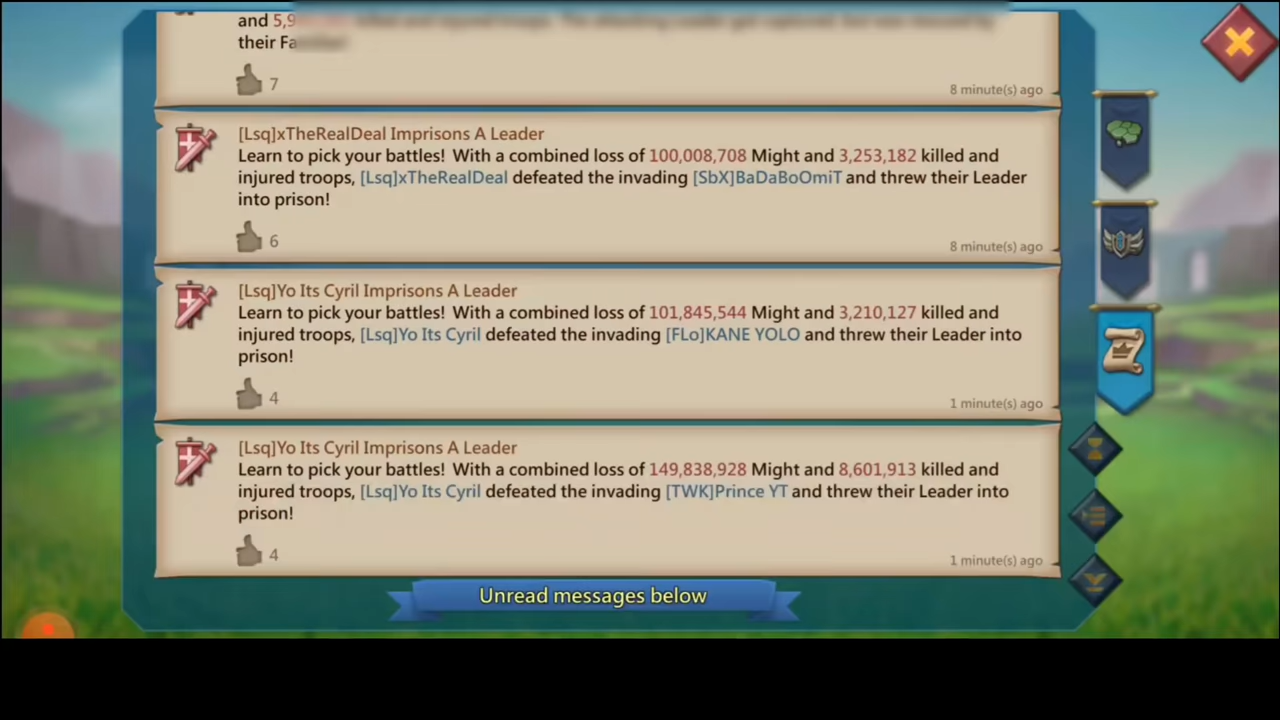 and 5,9
their Fa
7
8 minute(s) ago
[Lsq]xTheRealDeal Imprisons A Leader
Learn to pick your battles! With a combined loss of 100,008,708 Might and 3,253,182 killed and
injured troops, [Lsq]xTheRealDeal defeated the invading [SbX]BaDaBoOmiT and threw their Leader
into prison!
6
8 minute(s) ago
[Lsq]Yo Its Cyril Imprisons A Leader
Learn to pick your battles! With a combined loss of 101,845,544 Might and 3,210,127 killed and
injured troops, [Lsq]Yo Its Cyril defeated the invading [FLo]KANE YOLO and threw their Leader into
prison!
4
1 minute(s) ago
[Lsq]Yo Its Cyril Imprisons A Leader
Learn to pick your battles! With a combined loss of 149,838,928 Might and 8,601,913 killed and
injured troops, [Lsq]Yo Its Cyril defeated the invading [TWK]Prince YT and threw their Leader into
prison!
4
1 minute(s) ago
Unread messages below